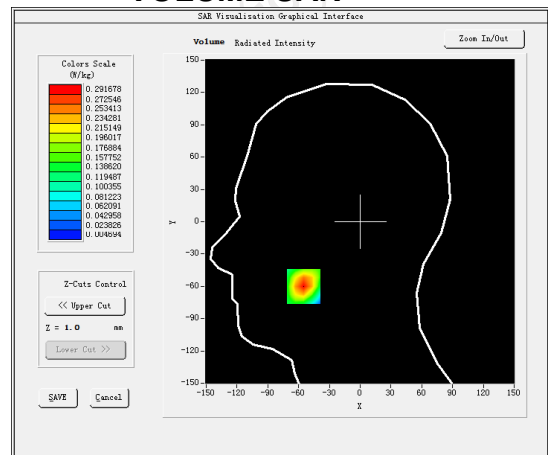 VOLUME SAR
SAR Visualisation Graphical Interface
Volume Radiated Intensity
Zoom In/Out
Colors Scale
(W/kg)
0.291678
0.272546
0.253413
0.234281
0.215149
0.196017
0.176884
0.157752
0.138620
0.119487
0.100355
0.081223
0.062091
0.042958
0.023826
0.004694
Z-Cuts Control
<< Upper Cut
Z = 1.0 mm
Lower Cut >>
SAVE Cancel
150
120
90
60
30
0
-30
-60
-90
-120
-150
Y
-150 -120 -90 -60 -30 0 30 60 90 120 150
X